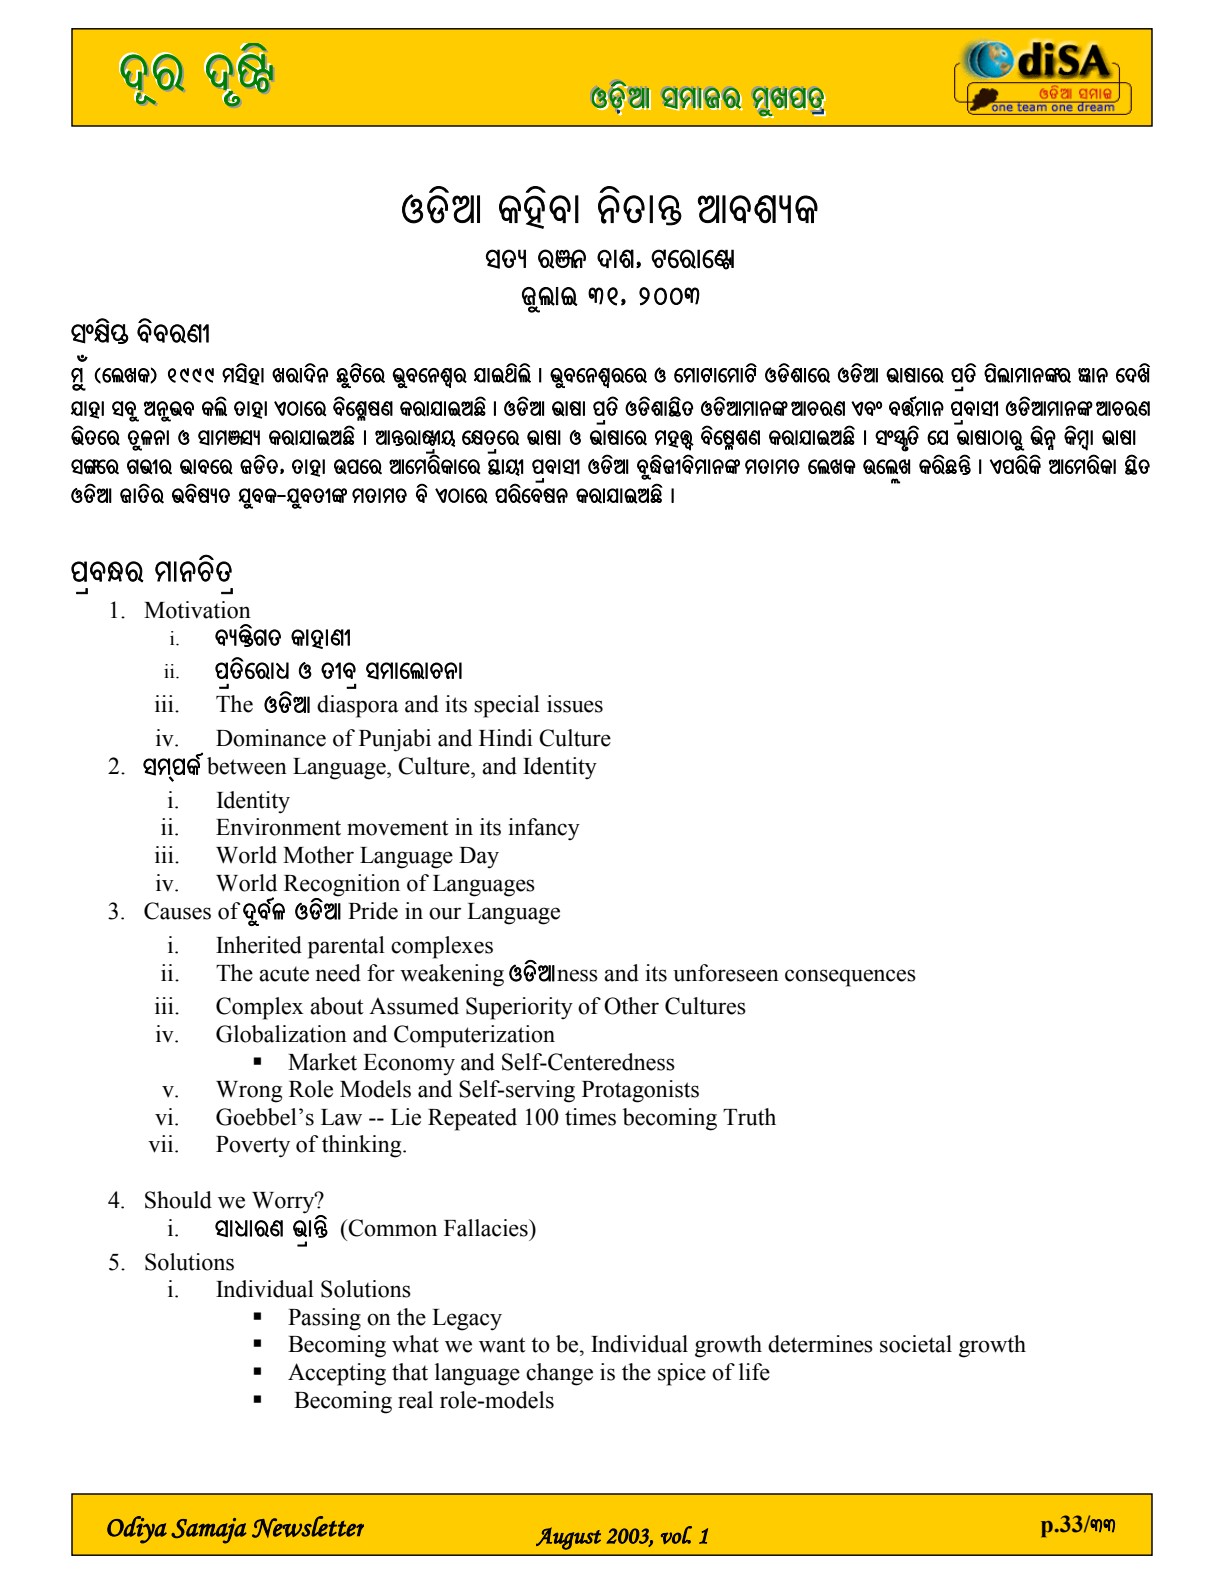 ଦୂର ଦୃଷ୍ଟି
ଓଡ଼ିଆ ସମାଜର ମୁଖପତ୍ର
OdiSA
ଓଡିଆ ସମାଜ
one team one dream
ଓଡିଆ କହିବା ନିତାନ୍ତ ଆବଶ୍ୟକ
ସତ୍ୟ ରଞ୍ଜନ ଦାଶ, ଟରୋଣ୍ଟୋ
ଜୁଲାଇ ୩୧, ୨୦୦୩
ସଂକ୍ଷିପ୍ତ ବିବରଣୀ
ମୁଁ (ଲେଖକ) ୧୯୯୯ ମସିହା ଖରାଦିନ ଛୁଟିରେ ଭୁବନେଶ୍ୱର ଯାଇଥିଲି । ଭୁବନେଶ୍ୱରରେ ଓ ମୋଟାମୋଟି ଓଡିଶାରେ ଓଡିଆ ଭାଷାରେ ପ୍ରତି ପିଲାମାନଙ୍କର ଜ୍ଞାନ ଦେଖି
ଯାହା ସବୁ ଅନୁଭବ କଲି ତାହା ଏଠାରେ ବିଶ୍ଳେଷଣ କରାଯାଇଅଛି । ଓଡିଆ ଭାଷା ପ୍ରତି ଓଡିଶାସ୍ଥିତ ଓଡିଆମାନଙ୍କ ଆଚରଣ ଏବଂ ବର୍ତ୍ତମାନ ପ୍ରବାସୀ ଓଡିଆମାନଙ୍କ ଆଚରଣ
ଭିତରେ ତୁଳନା ଓ ସାମଞ୍ଜସ୍ୟ କରାଯାଇଅଛି । ଆନ୍ତରାଷ୍ଟ୍ରୀୟ କ୍ଷେତ୍ରରେ ଭାଷା ଓ ଭାଷାରେ ମହତ୍ତ୍ୱ ବିଷ୍ଳେଶଣ କରାଯାଇଅଛି । ସଂସ୍କୃତି ଯେ ଭାଷାଠାରୁ ଭିନ୍ନ କିମ୍ବା ଭାଷା
ସଙ୍ଗରେ ଗଭୀର ଭାବରେ ଜଡିତ, ତାହା ଉପରେ ଆମେରିକାରେ ସ୍ଥାୟୀ ପ୍ରବାସୀ ଓଡିଆ ବୁଦ୍ଧିଜୀବିମାନଙ୍କ ମତାମତ ଲେଖକ ଉଲ୍ଲେଖ କରିଛନ୍ତି । ଏପରିକି ଆମେରିକା ସ୍ଥିତ
ଓଡିଆ ଜାତିର ଭବିଷ୍ୟତ ଯୁବକ-ଯୁବତୀଙ୍କ ମତାମତ ବି ଏଠାରେ ପରିବେଷନ କରାଯାଇଅଛି ।
ପ୍ରବନ୍ଧର ମାନଚିତ୍ର
1. Motivation
i. ବ୍ୟକ୍ତିଗତ କାହାଣୀ
ii. ପ୍ରତିରୋଧ ଓ ତୀବ୍ର ସମାଲୋଚନା
iii. The ଓଡିଆ diaspora and its special issues
iv. Dominance of Punjabi and Hindi Culture
2. ସମ୍ପର୍କ between Language, Culture, and Identity
i. Identity
ii. Environment movement in its infancy
iii. World Mother Language Day
iv. World Recognition of Languages
3. Causes of ଦୁର୍ବଳ ଓଡିଆ Pride in our Language
i. Inherited parental complexes
ii. The acute need for weakening ଓଡିଆness and its unforeseen consequences
iii. Complex about Assumed Superiority of Other Cultures
iv. Globalization and Computerization
▪ Market Economy and Self-Centeredness
v. Wrong Role Models and Self-serving Protagonists
vi. Goebbel’s Law -- Lie Repeated 100 times becoming Truth
vii. Poverty of thinking.
4. Should we Worry?
i. ସାଧାରଣ ଭ୍ରାନ୍ତି (Common Fallacies)
5. Solutions
i. Individual Solutions
▪ Passing on the Legacy
▪ Becoming what we want to be, Individual growth determines societal growth
▪ Accepting that language change is the spice of life
▪ Becoming real role-models
Odiya Samaja Newsletter
August 2003, vol. 1
p.33/୩୩